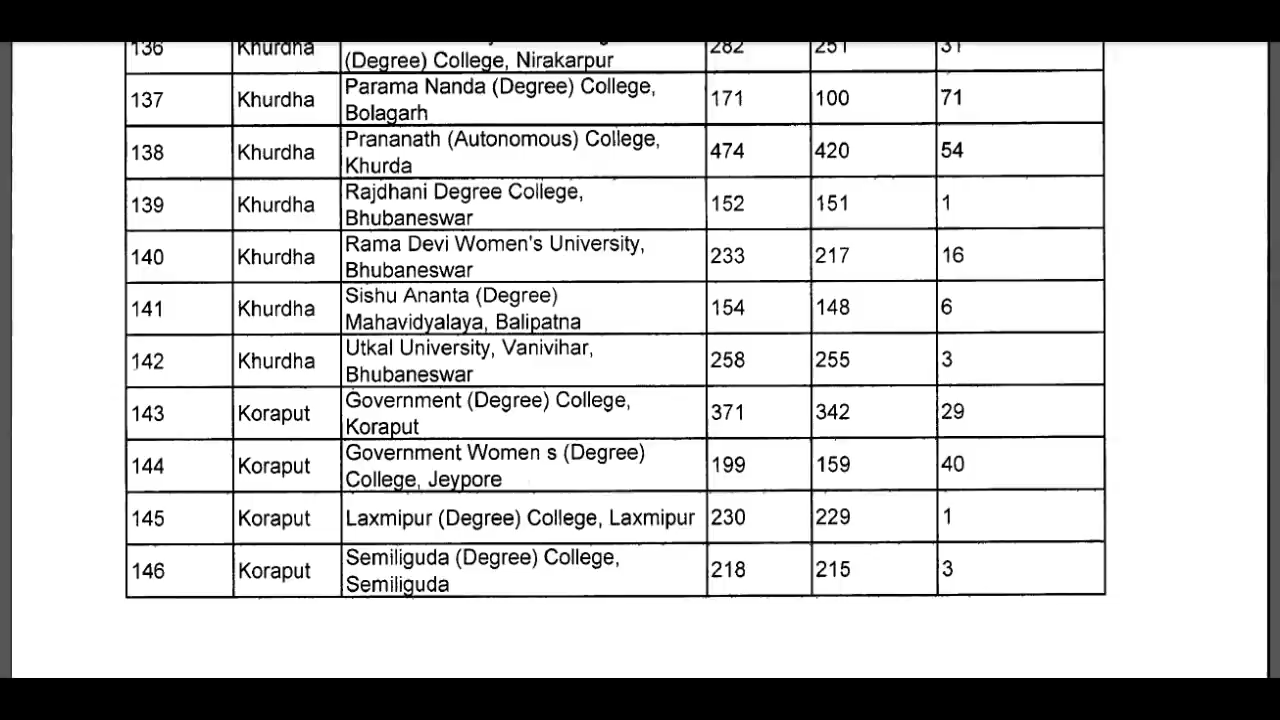 136 Khurdha (Degree) College, Nirakarpur 282 251 31
137 Khurdha Parama Nanda (Degree) College, 171 100 71
Bolagarh
138 Khurdha Prananath (Autonomous) College, 474 420 54
Khurda
139 Khurdha Rajdhani Degree College, 152 151 1
Bhubaneswar
140 Khurdha Rama Devi Women's University, 233 217 16
Bhubaneswar
141 Khurdha Sishu Ananta (Degree) 154 148 6
Mahavidyalaya, Balipatna
142 Khurdha Utkal University, Vanivihar, 258 255 3
Bhubaneswar
143 Koraput Government (Degree) College, 371 342 29
Koraput
144 Koraput Government Women s (Degree) 199 159 40
College, Jeypore
145 Koraput Laxmipur (Degree) College, Laxmipur 230 229 1
146 Koraput Semiliguda (Degree) College, 218 215 3
Semiliguda